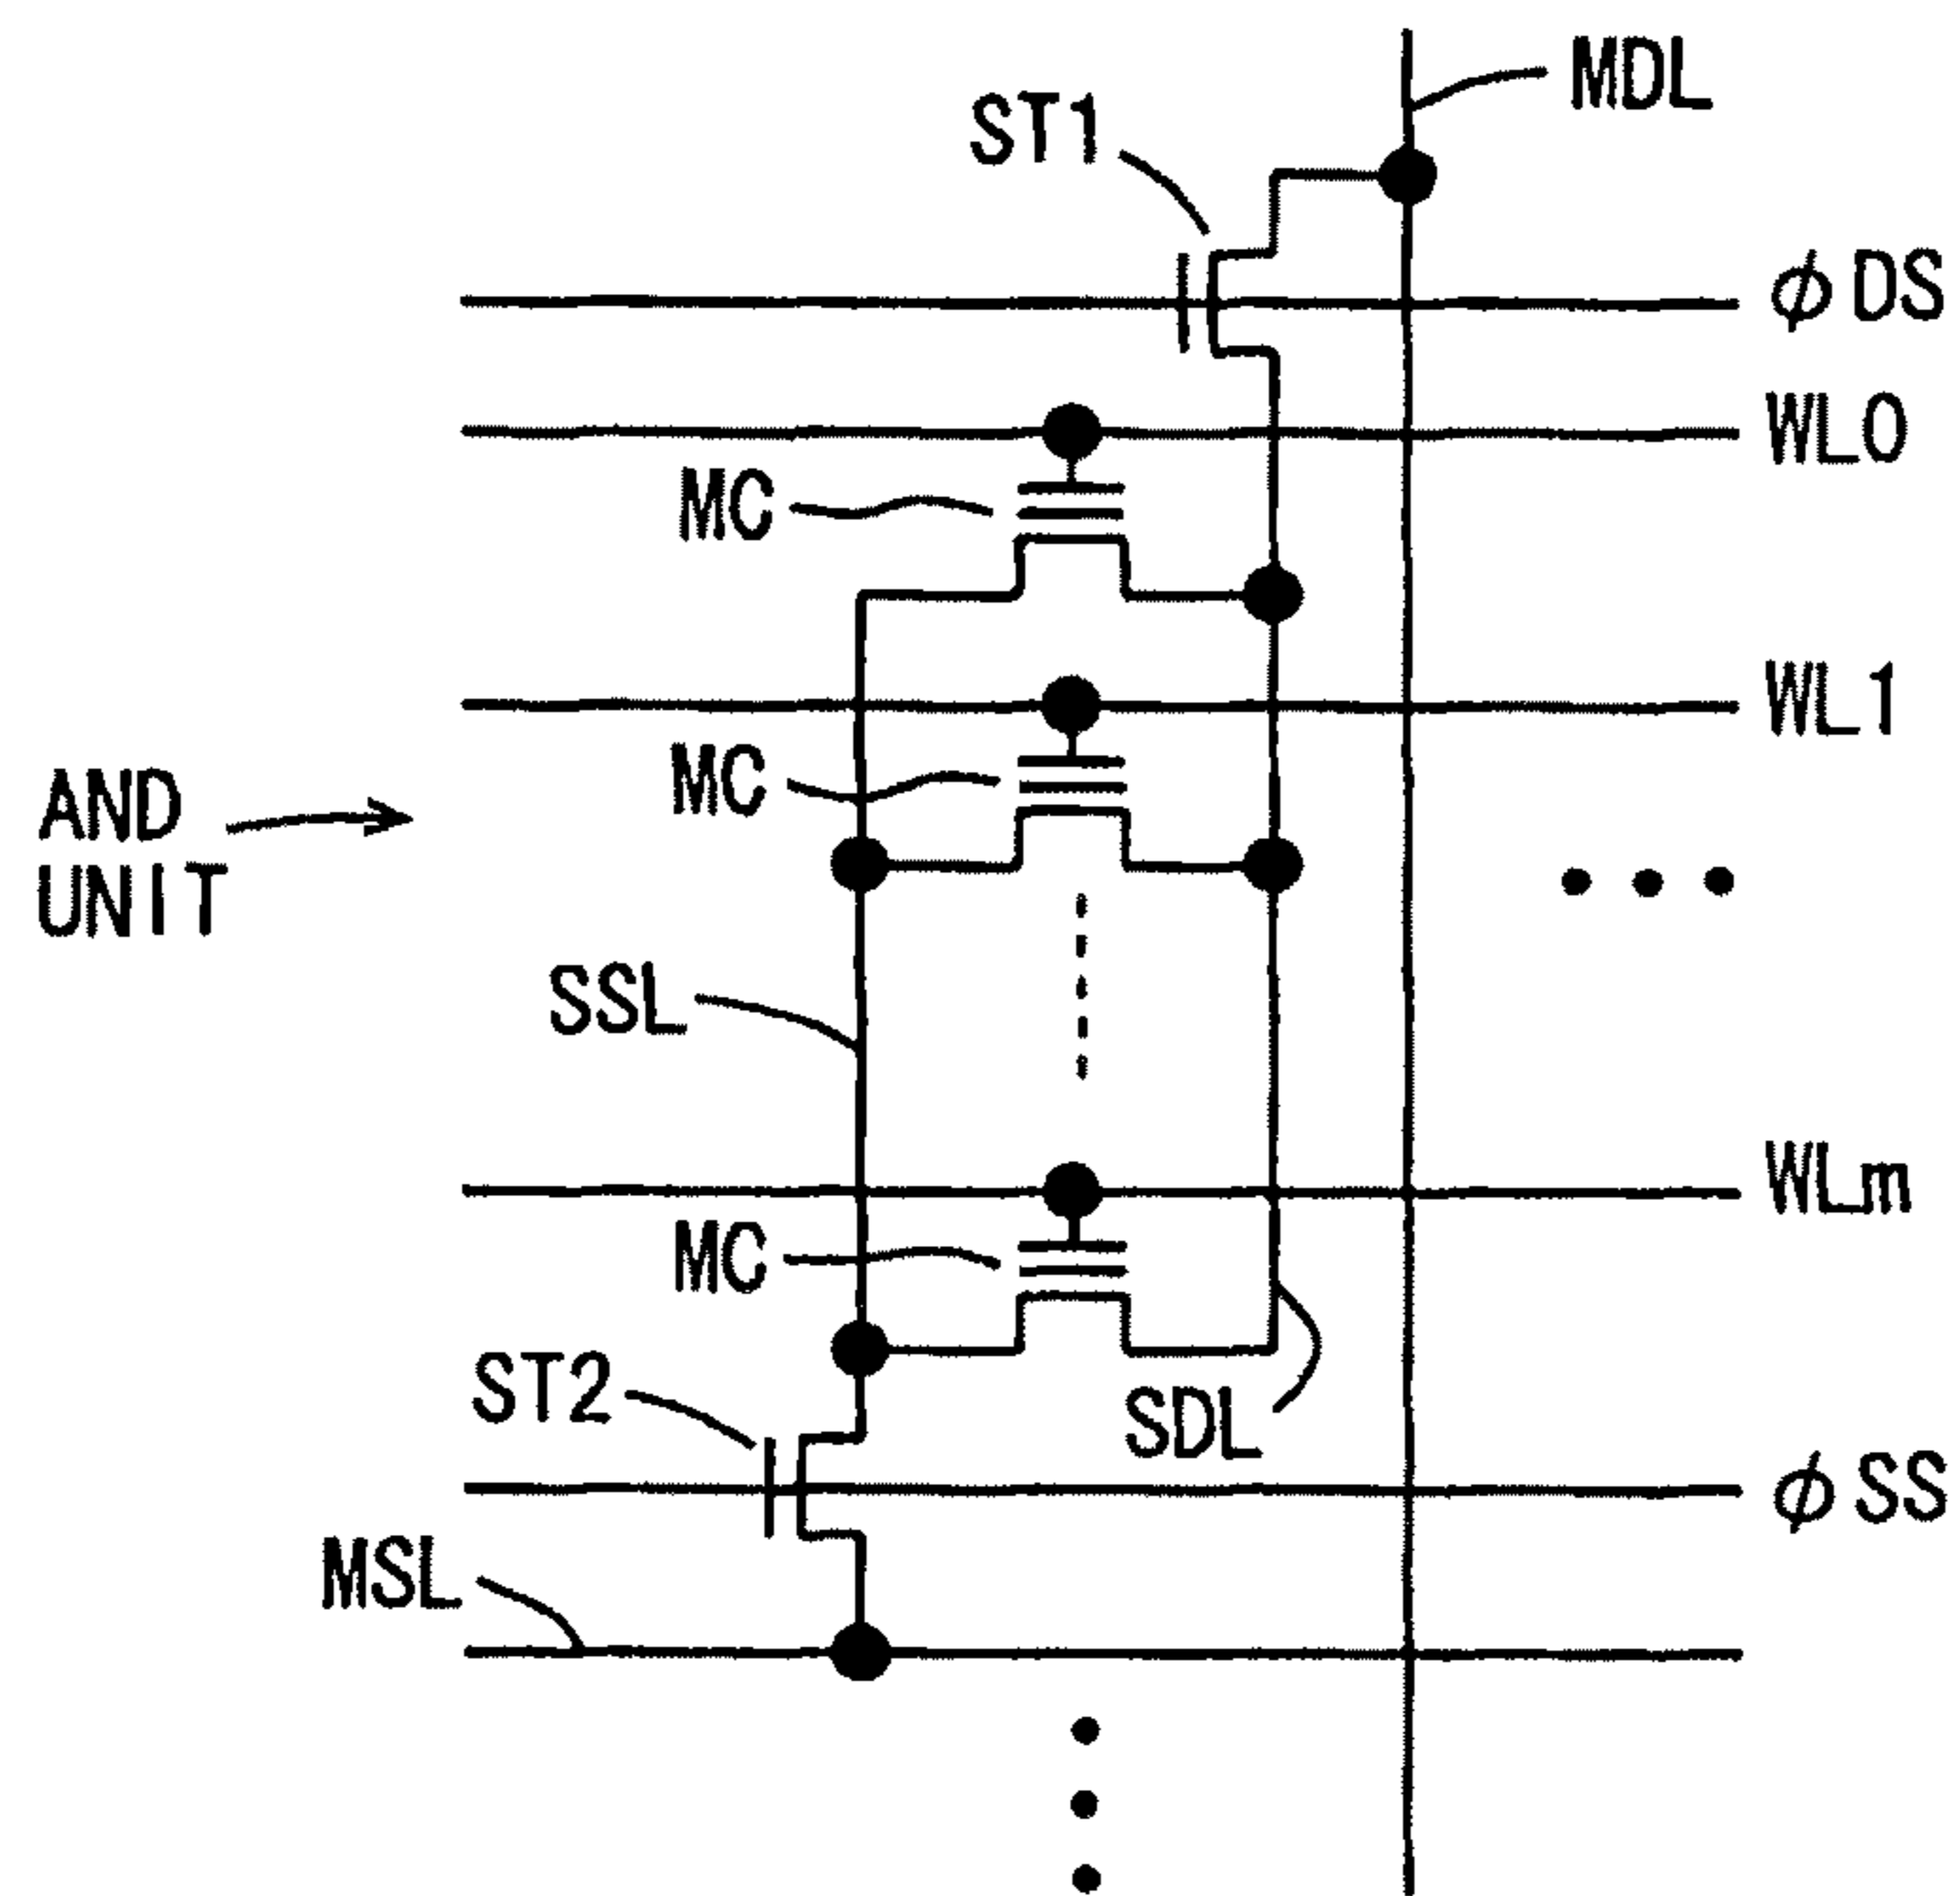 MDL
ST1
φDS
WL0
MC
WL1
MC
AND
UNIT
SSL
WLm
MC
ST2
SDL
φSS
MSL